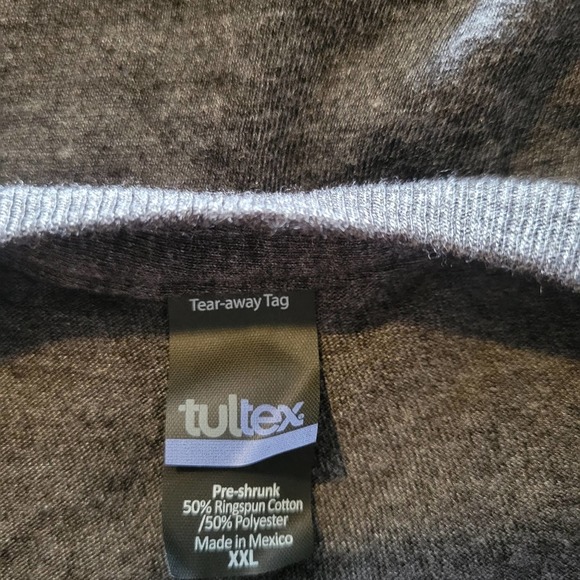 Tear-away Tag
tultex®
Pre-shrunk
50% Ringspun Cotton
/50% Polyester
Made in Mexico
XXL